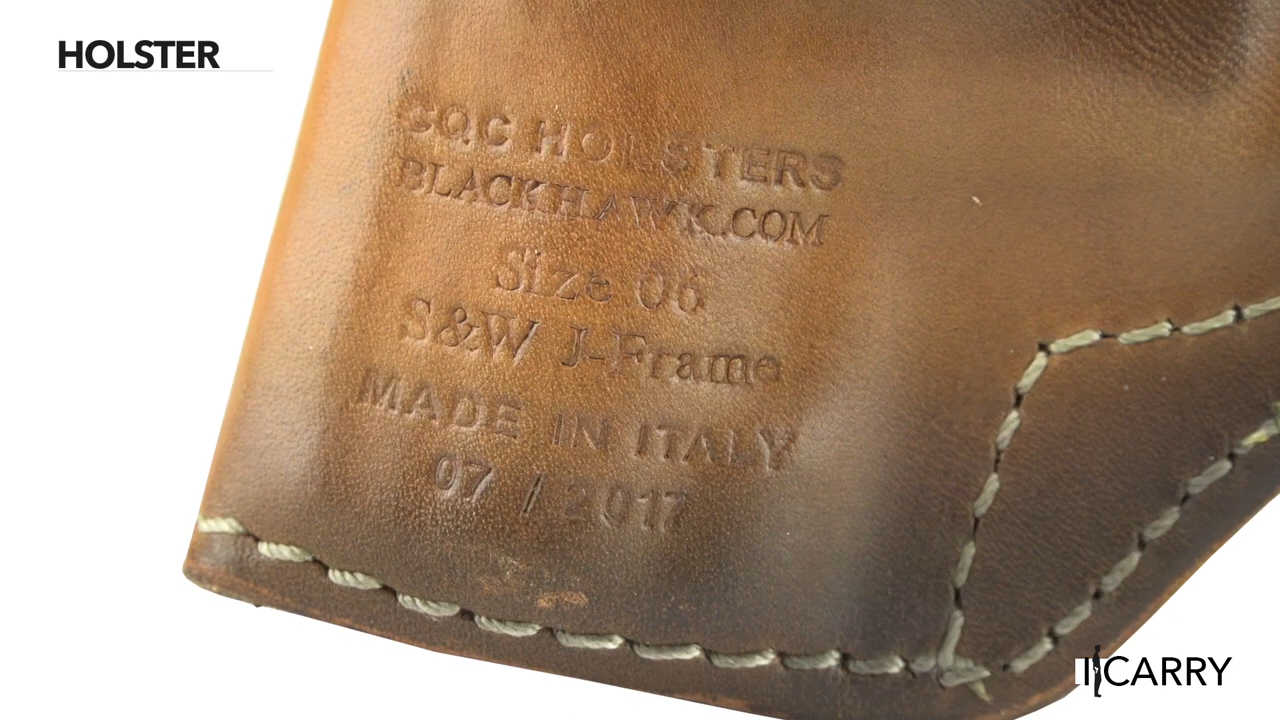 HOLSTER
CQC HOLSTERS
BLACKHAWK.COM
Size 06
S&W J-Frame
MADE IN ITALY
07 / 2017
CARRY